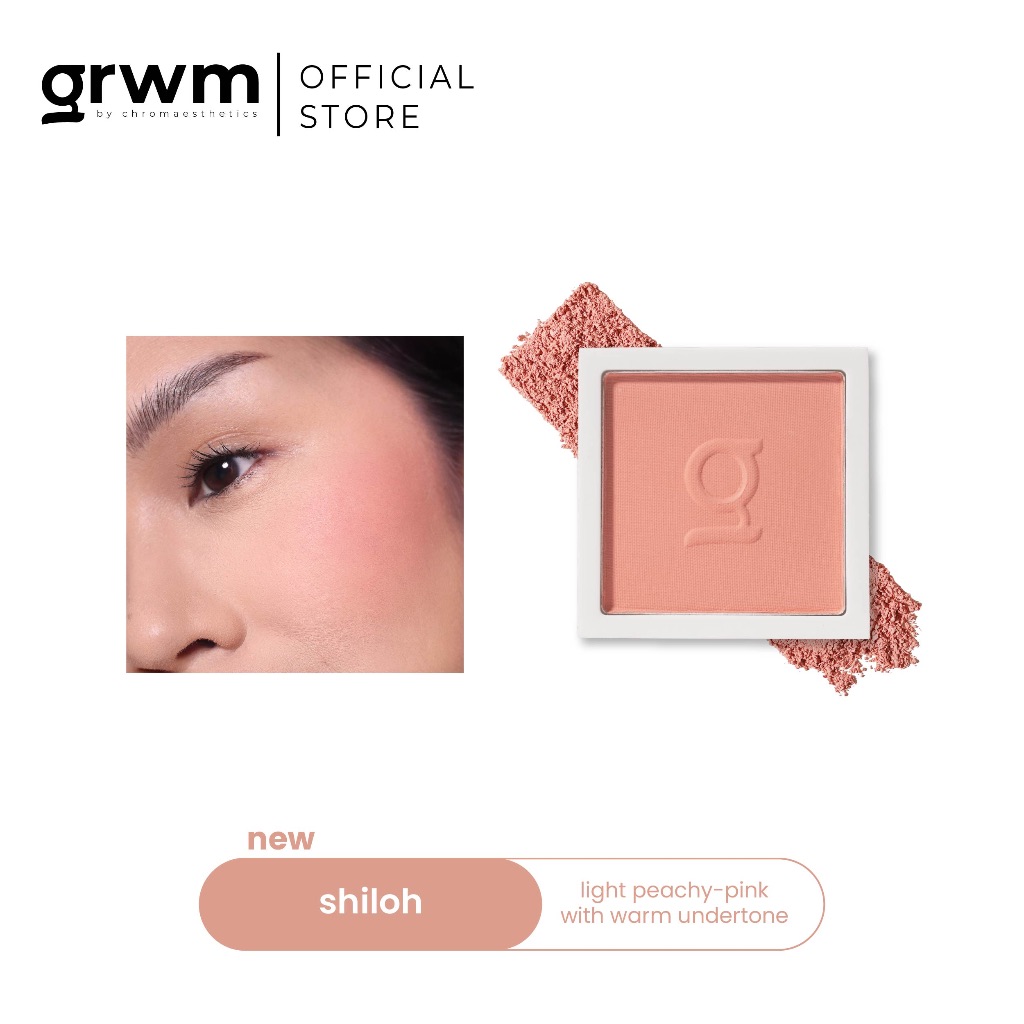 grwm
by chromaesthetics
OFFICIAL
STORE
new
shiloh
light peachy-pink
with warm undertone